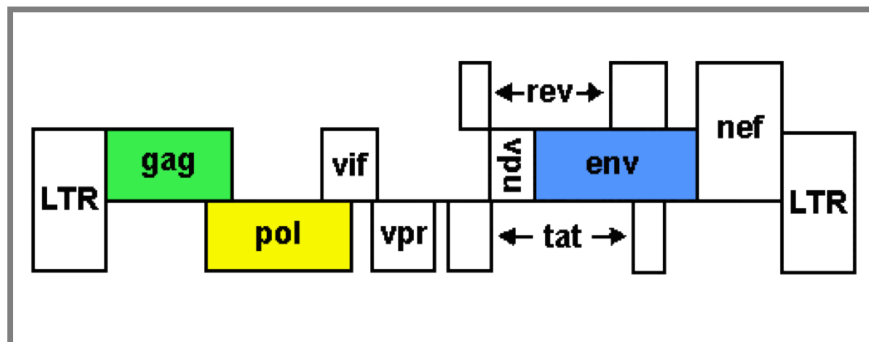 rev
nef
gag
vif
vpu
env
LTR
LTR
pol
vpr
tat